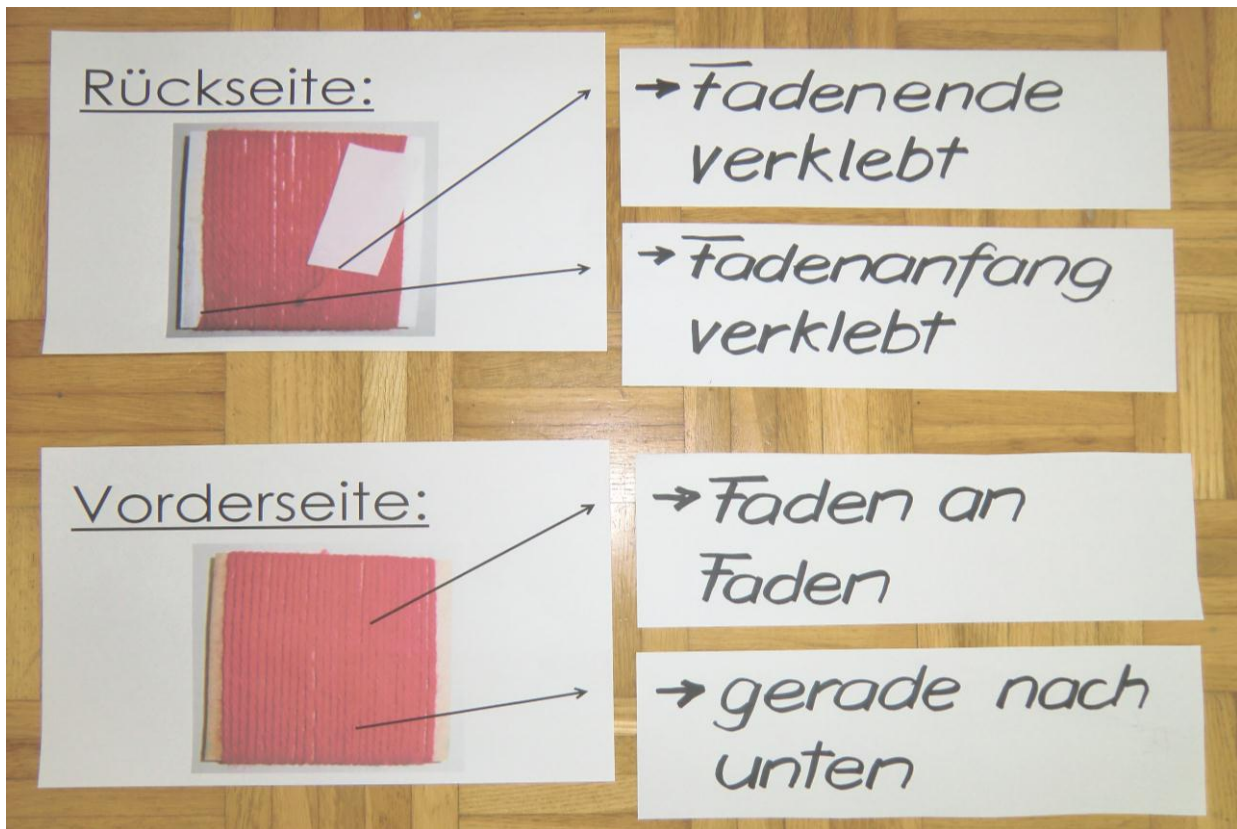 Rückseite:
→ Fadenende
verklebt
→ Fadenanfang
verklebt
Vorderseite:
→ Faden an
Faden
→ gerade nach
unten